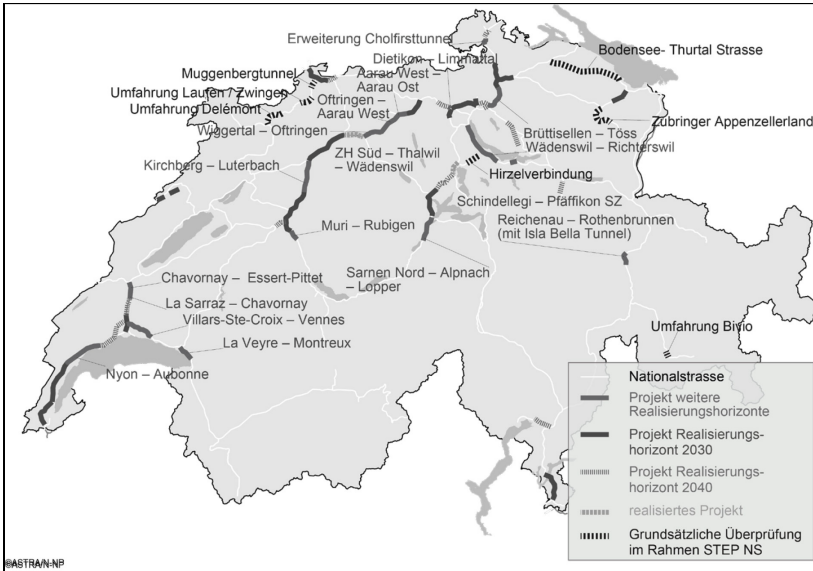 Erweiterung Cholfirsttunnel
Bodensee- Thurtal Strasse
Dietikon – Limmattal
Muggenbergtunnel
Aarau West –
Aarau Ost
Umfahrung Laufen / Zwingen
Oftringen –
Aarau West
Umfahrung Delémont
Wiggertal – Oftringen
Brüttisellen – Töss
Zubringer Appenzellerland
Wädenswil – Richterswil
ZH Süd – Thalwil
– Wädenswil
Kirchberg – Luterbach
Hirzelverbindung
Schindellegi – Pfäffikon SZ
Reichenau – Rothenbrunnen
(mit Isla Bella Tunnel)
Muri – Rubigen
Sarnen Nord – Alpnach
– Lopper
Chavornay – Essert-Pittet
La Sarraz – Chavornay
Villars-Ste-Croix – Vennes
La Veyre – Montreux
Nyon – Aubonne
Umfahrung Bivio
Nationalstrasse
Projekt weitere
Realisierungshorizonte
Projekt Realisierungs-
horizont 2030
Projekt Realisierungs-
horizont 2040
realisiertes Projekt
Grundsätzliche Überprüfung
im Rahmen STEP NS
©ASTRA/N-NP